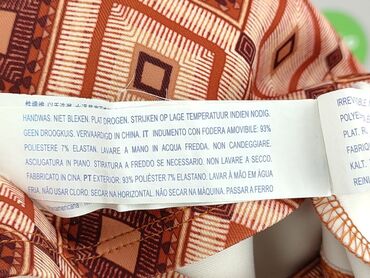 HANDWAS: NIET BLEKEN. PLAT DROGEN. STRIJKEN OP LAGE TEMPERATUUR INDIEN NODIG.
GEEN DROOGKUIS. VERVAARDIGD IN CHINA. IT INDUMENTO CON FODERA AMOVIBILE: 93%
POLIESTERE 7% ELASTAN. LAVARE A MANO IN ACQUA FREDDA. NON CANDEGGIARE.
ASCIUGATURA IN PIANO. STIRATURA A FREDDO SE NECESSARIO. NON LAVARE A SECCO.
FABBRICATO IN CINA. PT EXTERIOR: 93% POLIÉSTER 7% ELASTANO. LAVAR À MÃO EM ÁGUA
FRIA. NÃO USAR CLORO. SECAR NA HORIZONTAL. NÃO SECAR NA MÁQUINA. PASSAR A FERRO
POLYE
PLAT. R
FABRIQU
KALT.
REINI